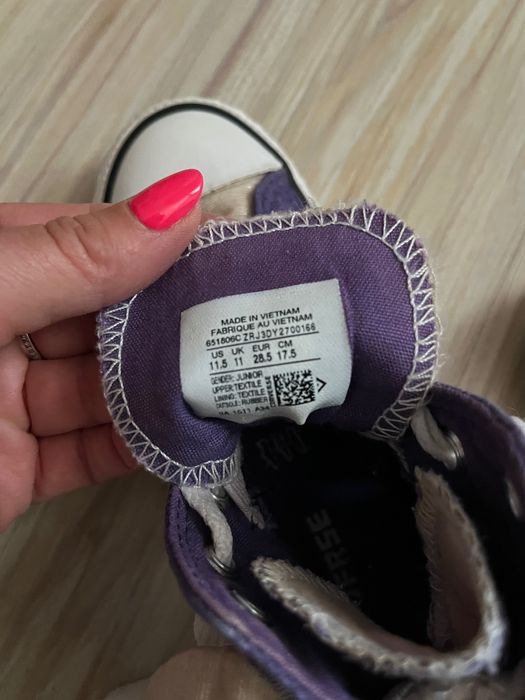 MADE IN VIETNAM
FABRIQUE AU VIETNAM
651806C ZRJ3DY2700166
US UK EUR CM
11.5 11 28.5 17.5
GENDER: JUNIOR
UPPER:TEXTILE
LINING: TEXTILE
OUTSOLE: RUBBER
VERSE